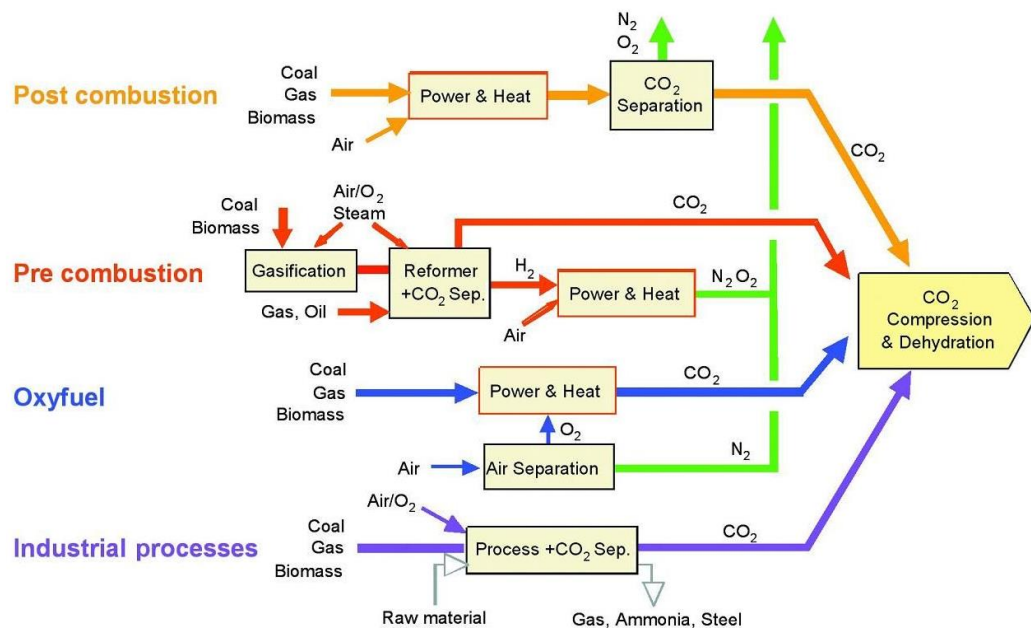 N₂
O₂
Post combustion
Coal
Gas
Biomass
Air
Power & Heat
CO₂
Separation
CO₂
Pre combustion
Coal
Biomass
Air/O₂
Steam
Gasification
Gas, Oil
Reformer
+CO₂ Sep.
H₂
Air
Power & Heat
N₂ O₂
CO₂
CO₂
Compression
& Dehydration
Oxyfuel
Coal
Gas
Biomass
Power & Heat
CO₂
O₂
Air
Air Separation
N₂
Industrial processes
Air/O₂
Coal
Gas
Biomass
Process +CO₂ Sep.
CO₂
Raw material
Gas, Ammonia, Steel